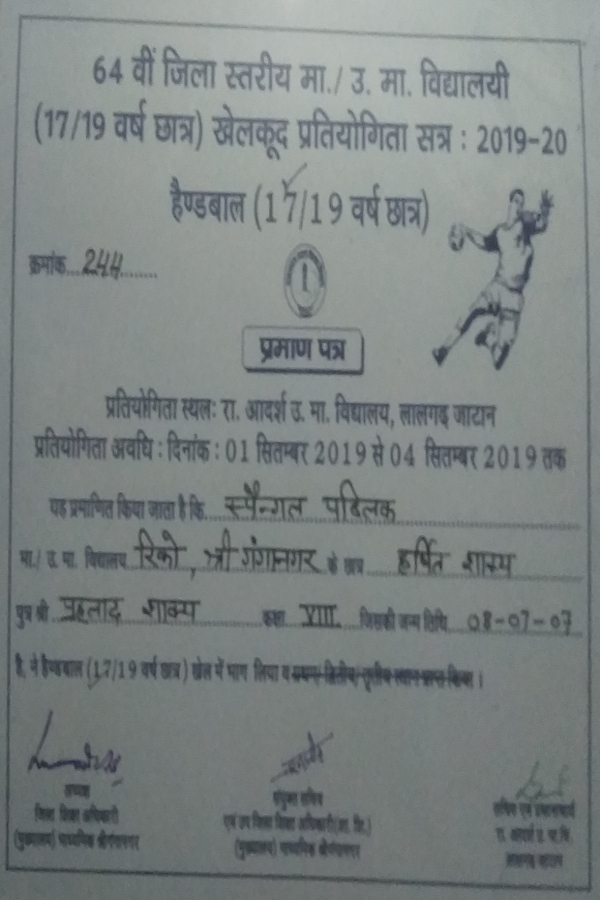 64 वीं जिला स्तरीय मा./ उ. मा. विद्यालयी
(17/19 वर्ष छात्र) खेलकूद प्रतियोगिता सत्र : 2019-20
हैण्डबाल (17/19 वर्ष छात्र)
क्रमांक...244........
प्रमाण पत्र
प्रतियोगिता स्थलः रा. आदर्श उ. मा. विद्यालय, लालगढ़ जाटान
प्रतियोगिता अवधि : दिनांक : 01 सितम्बर 2019 से 04 सितम्बर 2019 तक
यह प्रमाणित किया जाता है कि. स्पैन्गल पब्लिक
मा./ उ. मा. विद्यालय रिको, श्री गंगानगर के छात्र हर्षित शाक्य
पुत्र श्री प्रहलाद शाक्य कक्षा VIII जिसकी जन्म तिथि 08-07-07
है, ने हैण्डबाल (17/19 वर्ष छात्र) खेल में भाग लिया व प्रथम/द्वितीय/तृतीय स्थान प्राप्त किया।
अध्यक्ष
जिला शिक्षा अधिकारी
(मुख्यालय) माध्यमिक श्रीगंगानगर
संयुक्त सचिव
एवं उप जिला शिक्षा अधिकारी(शा. शि.)
(मुख्यालय) माध्यमिक श्रीगंगानगर
सचिव एवं प्रधानाचार्य
रा. आदर्श उ. मा. वि.
लालगढ़ जाटान